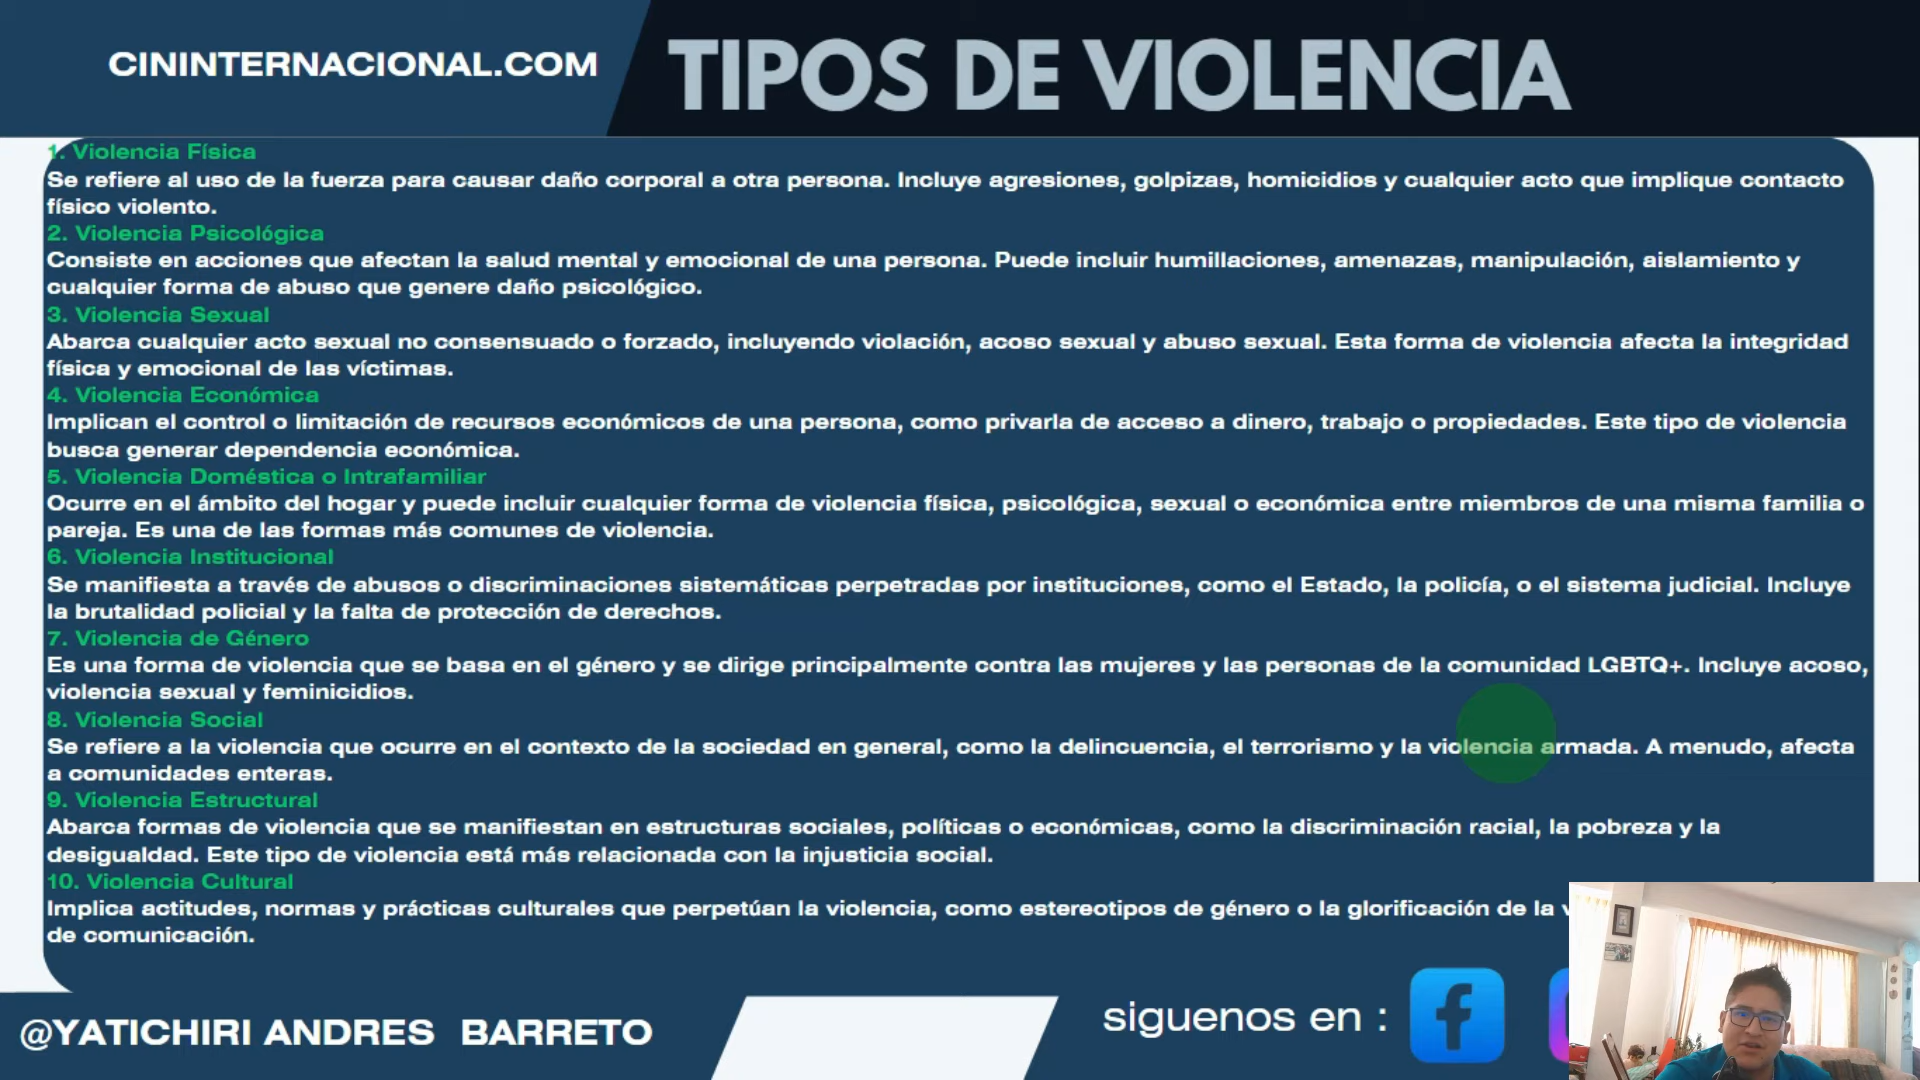 CININTERNACIONAL.COM
TIPOS DE VIOLENCIA
1. Violencia Física
Se refiere al uso de la fuerza para causar daño corporal a otra persona. Incluye agresiones, golpizas, homicidios y cualquier acto que implique contacto
físico violento.
2. Violencia Psicológica
Consiste en acciones que afectan la salud mental y emocional de una persona. Puede incluir humillaciones, amenazas, manipulación, aislamiento y
cualquier forma de abuso que genere daño psicológico.
3. Violencia Sexual
Abarca cualquier acto sexual no consensuado o forzado, incluyendo violación, acoso sexual y abuso sexual. Esta forma de violencia afecta la integridad
física y emocional de las víctimas.
4. Violencia Económica
Implican el control o limitación de recursos económicos de una persona, como privarla de acceso a dinero, trabajo o propiedades. Este tipo de violencia
busca generar dependencia económica.
5. Violencia Doméstica o Intrafamiliar
Ocurre en el ámbito del hogar y puede incluir cualquier forma de violencia física, psicológica, sexual o económica entre miembros de una misma familia o
pareja. Es una de las formas más comunes de violencia.
6. Violencia Institucional
Se manifiesta a través de abusos o discriminaciones sistemáticas perpetradas por instituciones, como el Estado, la policía, o el sistema judicial. Incluye
la brutalidad policial y la falta de protección de derechos.
7. Violencia de Género
Es una forma de violencia que se basa en el género y se dirige principalmente contra las mujeres y las personas de la comunidad LGBTQ+. Incluye acoso,
violencia sexual y feminicidios.
8. Violencia Social
Se refiere a la violencia que ocurre en el contexto de la sociedad en general, como la delincuencia, el terrorismo y la violencia armada. A menudo, afecta
a comunidades enteras.
9. Violencia Estructural
Abarca formas de violencia que se manifiestan en estructuras sociales, políticas o económicas, como la discriminación racial, la pobreza y la
desigualdad. Este tipo de violencia está más relacionada con la injusticia social.
10. Violencia Cultural
Implica actitudes, normas y prácticas culturales que perpetúan la violencia, como estereotipos de género o la glorificación de la
de comunicación.
@YATICHIRI ANDRES BARRETO
siguenos en :